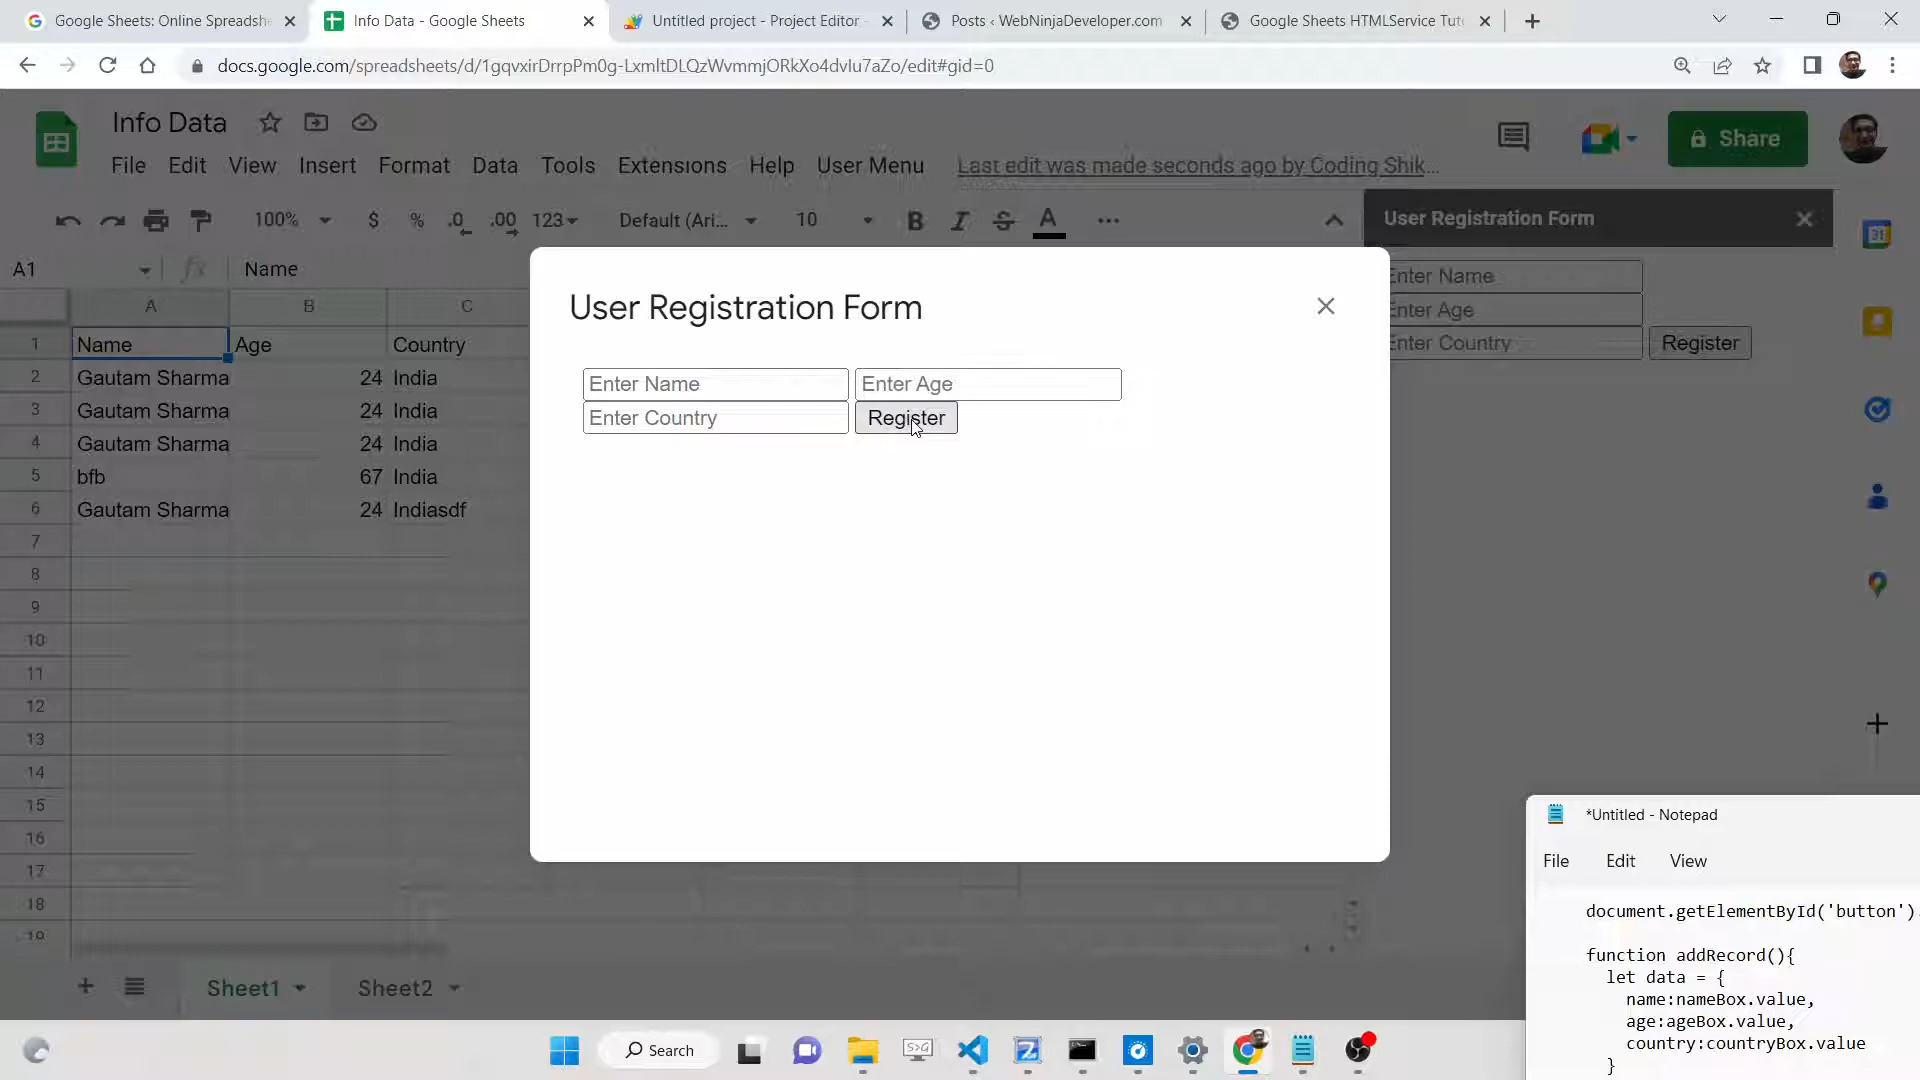 Google Sheets: Online Spreadsh
Info Data - Google Sheets
Untitled project - Project Editor -
Posts ‹ WebNinjaDeveloper.com
Google Sheets HTMLService Tut
docs.google.com/spreadsheets/d/1gqvxirDrrpPm0g-LxmltDLQzWvmmjORkXo4dvIu7aZo/edit#gid=0
Info Data
Share
File Edit View Insert Format Data Tools Extensions Help User Menu Last edit was made seconds ago by Coding Shik...
100% $ % .0 .00 123 Default (Ari... 10 B I S A
User Registration Form
31
A1 fx Name
Enter Name
Enter Age
Enter Country Register
A B C
1 Name Age Country
2 Gautam Sharma 24 India
3 Gautam Sharma 24 India
4 Gautam Sharma 24 India
5 bfb 67 India
6 Gautam Sharma 24 Indiasdf
7
8
9
10
11
12
13
14
15
16
17
18
19
User Registration Form
Enter Name Enter Age
Enter Country Register
Sheet1 Sheet2
*Untitled - Notepad
File Edit View
document.getElementById('button').
function addRecord(){
let data = {
name:nameBox.value,
age:ageBox.value,
country:countryBox.value
}
Search